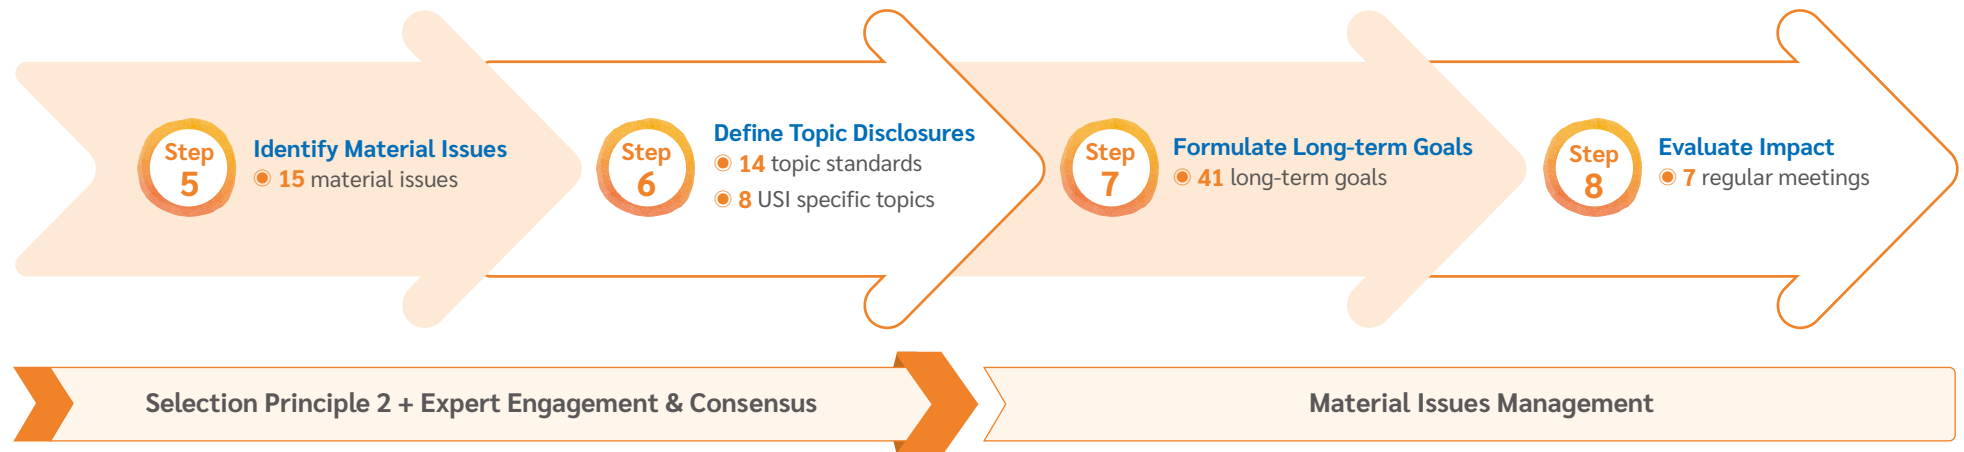 Step
5
Identify Material Issues
15 material issues
Step
6
Define Topic Disclosures
14 topic standards
8 USI specific topics
Step
7
Formulate Long-term Goals
41 long-term goals
Step
8
Evaluate Impact
7 regular meetings
Selection Principle 2 + Expert Engagement & Consensus
Material Issues Management